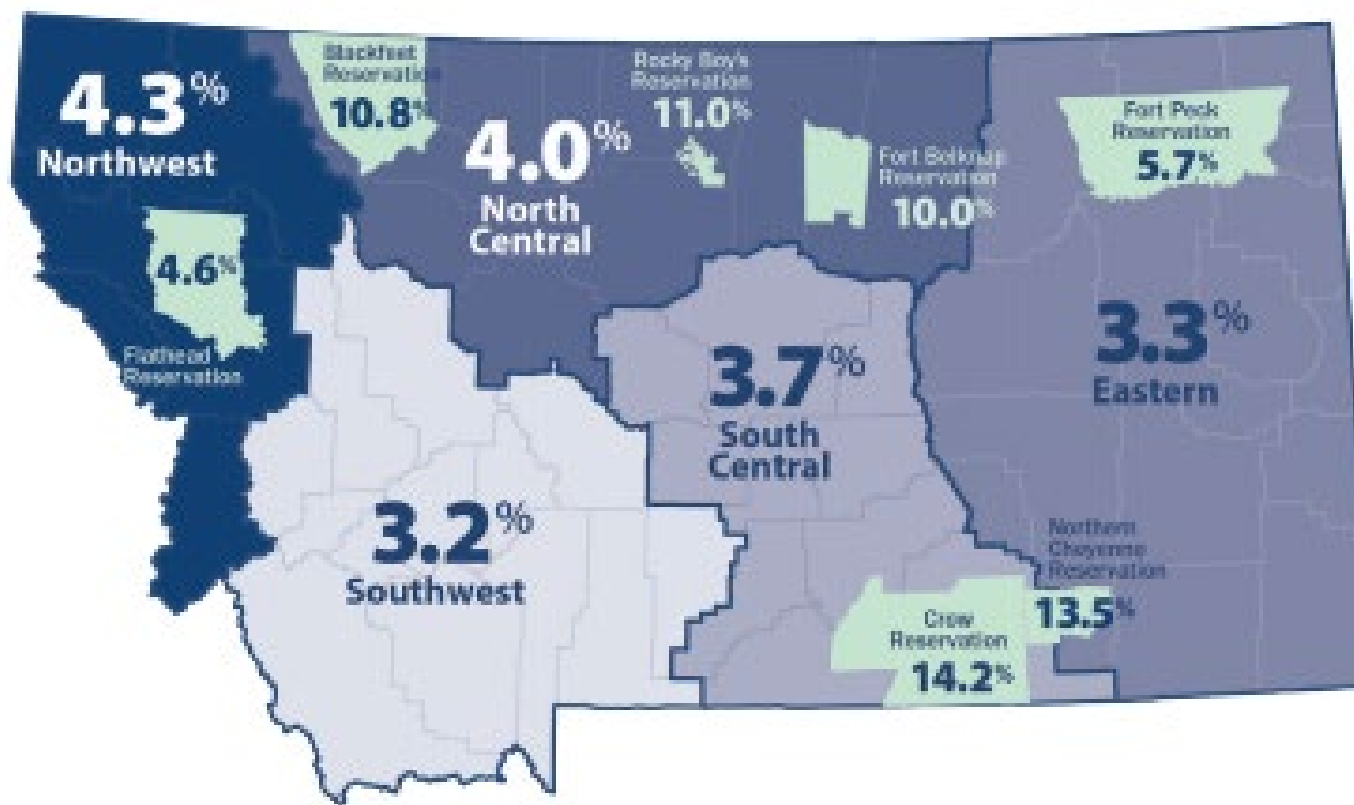 4.3%
Northwest
Blackfeet
Reservation
10.8%
4.0%
North
Central
Rocky Boy's
Reservation
11.0%
Fort Belknap
Reservation
10.0%
Fort Peck
Reservation
5.7%
4.6%
Flathead
Reservation
3.3%
Eastern
3.7%
South
Central
3.2%
Southwest
Northern
Cheyenne
Reservation
13.5%
Crow
Reservation
14.2%